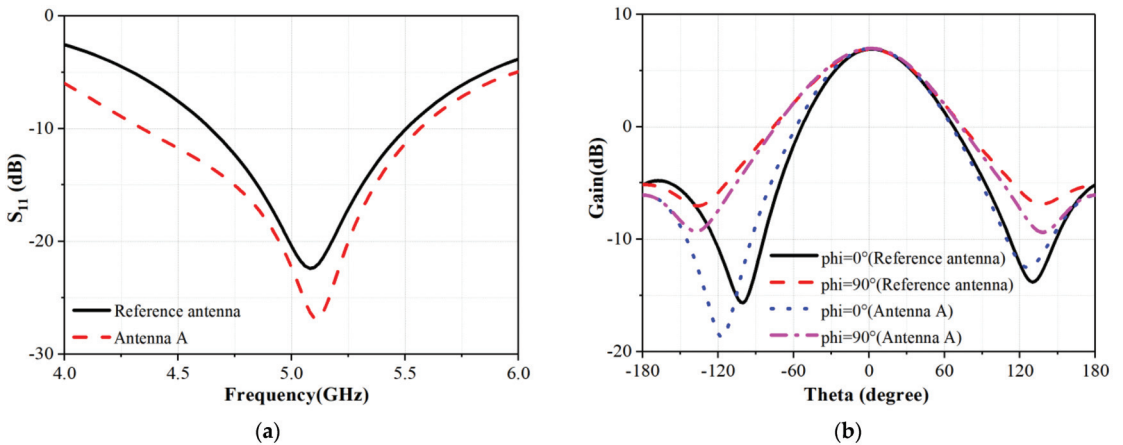 0
-10
-20
-30
S11 (dB)
Reference antenna
Antenna A
4.0 4.5 5.0 5.5 6.0
Frequency(GHz)
(a)
10
0
-10
-20
Gain(dB)
phi=0°(Reference antenna)
phi=90°(Reference antenna)
phi=0°(Antenna A)
phi=90°(Antenna A)
-180 -120 -60 0 60 120 180
Theta (degree)
(b)